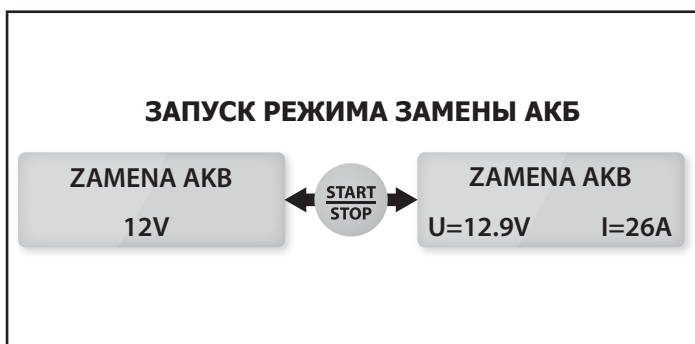 ЗАПУСК РЕЖИМА ЗАМЕНЫ АКБ
ZAMENA AKB
12V
START
STOP
ZAMENA AKB
U=12.9V I=26A